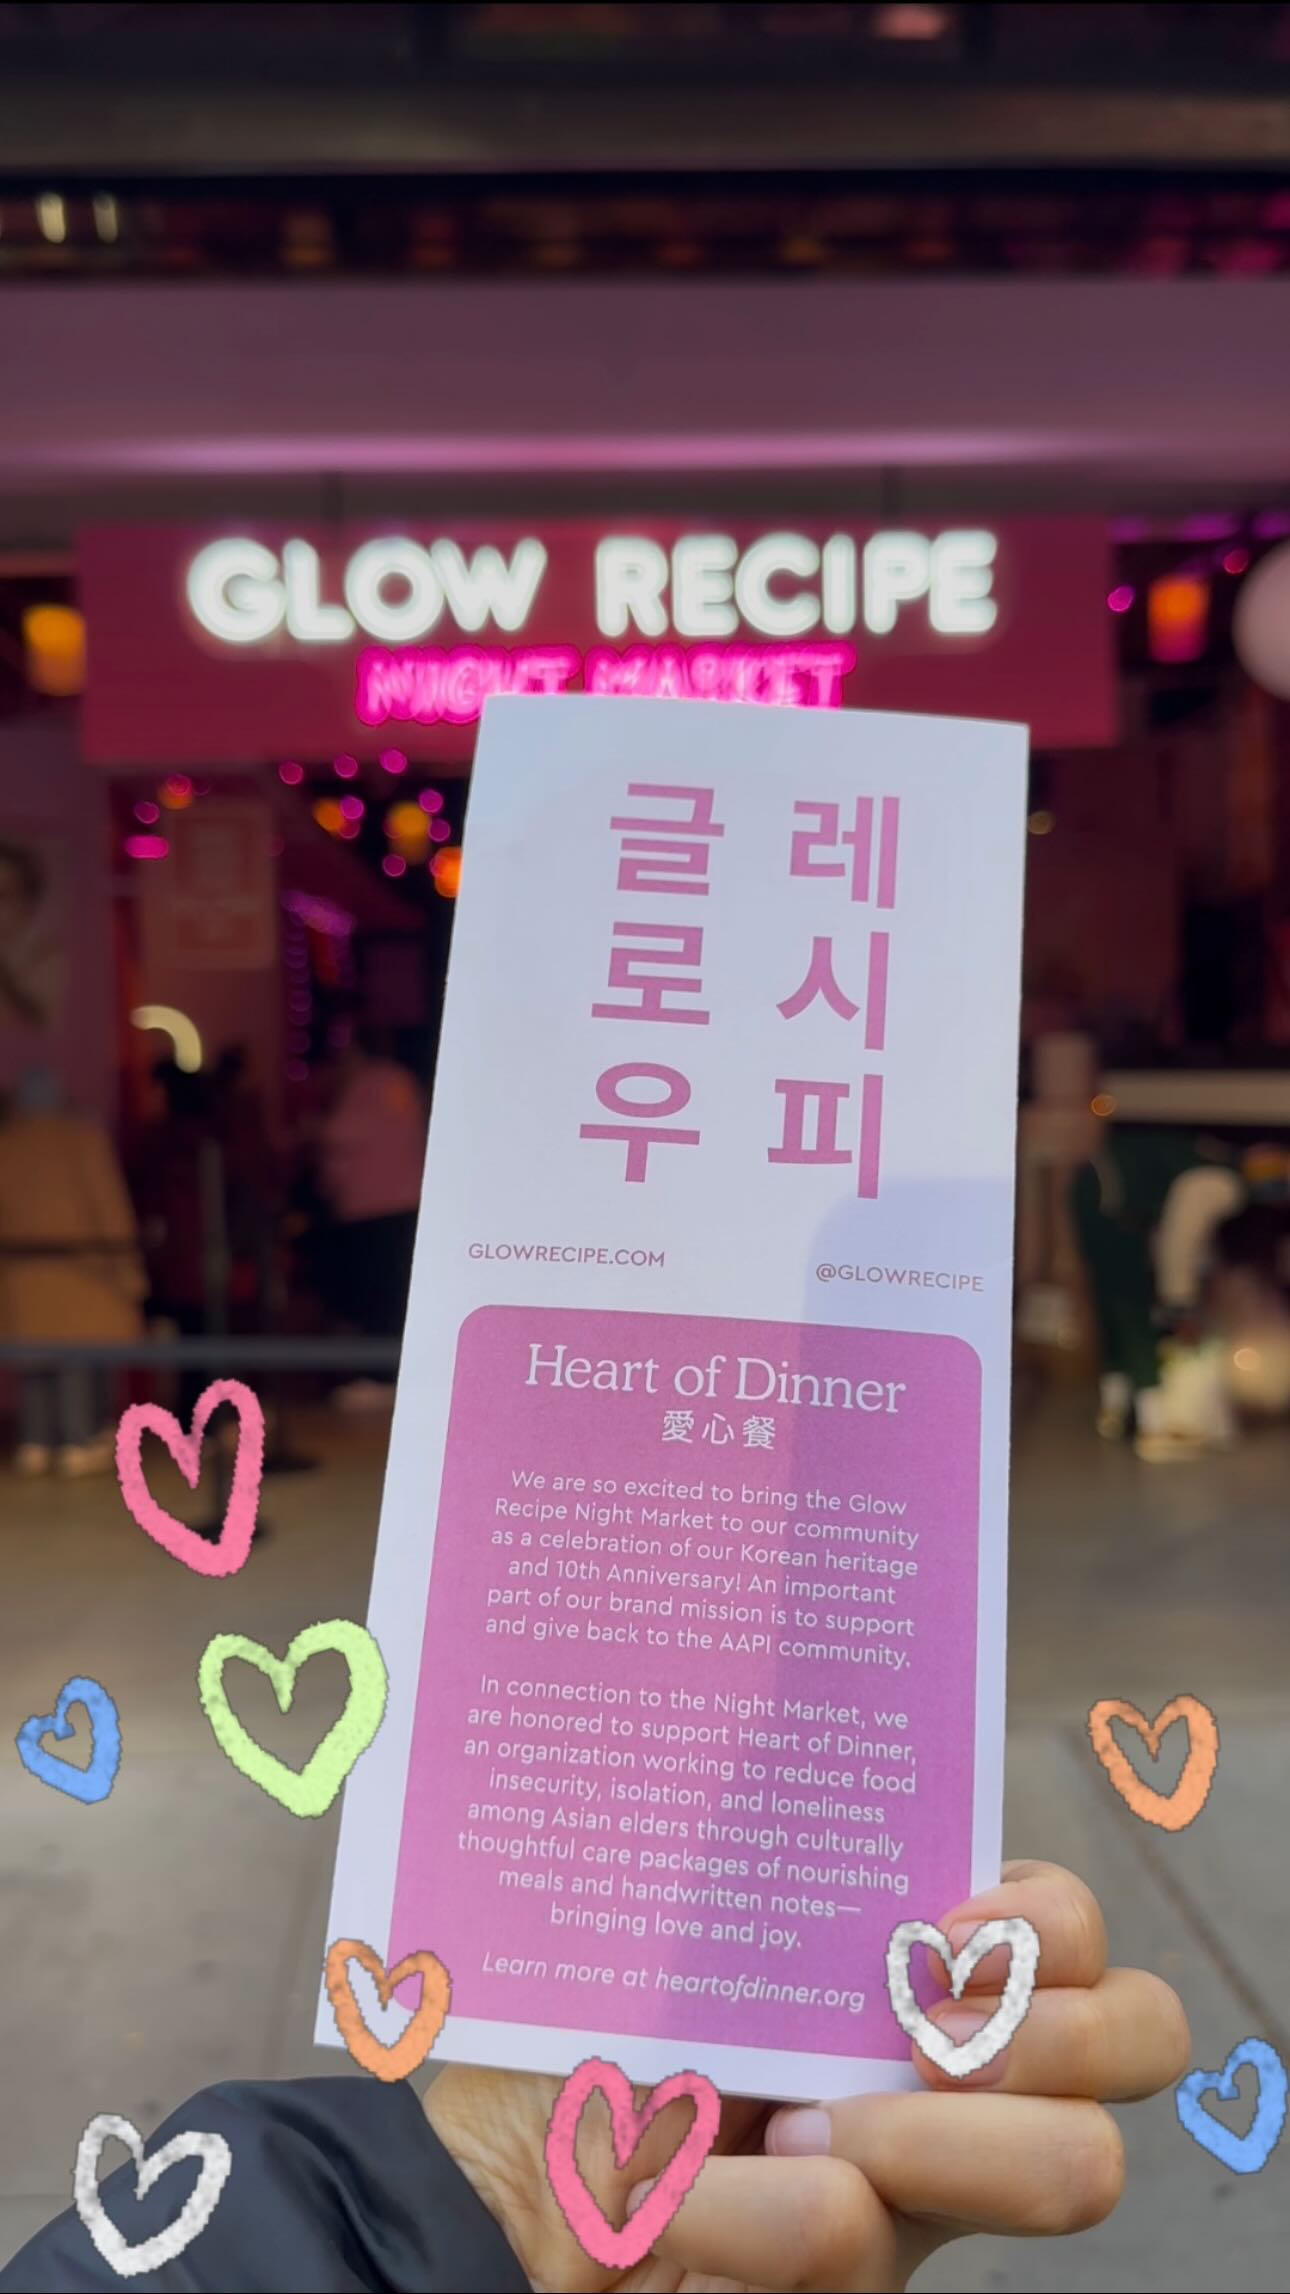 GLOW RECIPE
NIGHT MARKET
글로우
레시피
GLOWRECIPE.COM
@GLOWRECIPE
Heart of Dinner
愛心餐
We are so excited to bring the Glow
Recipe Night Market to our community
as a celebration of our Korean heritage
and 10th Anniversary! An important
part of our brand mission is to support
and give back to the AAPI community.
In connection to the Night Market, we
are honored to support Heart of Dinner,
an organization working to reduce food
insecurity, isolation, and loneliness
among Asian elders through culturally
thoughtful care packages of nourishing
meals and handwritten notes—
bringing love and joy.
Learn more at heartofdinner.org